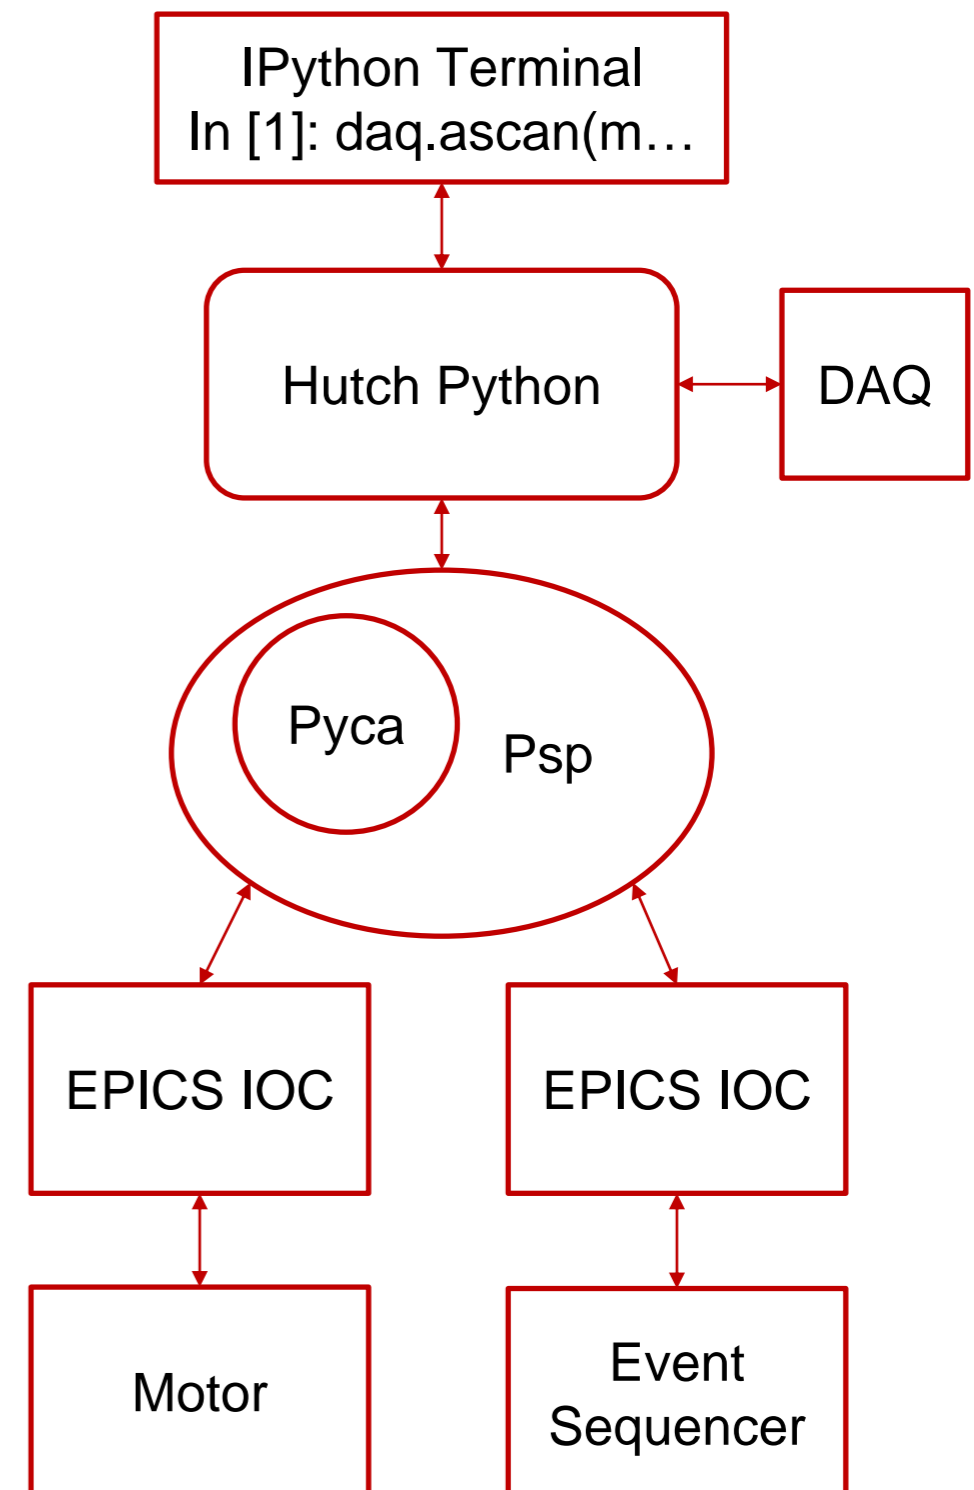 IPython Terminal
In [1]: daq.ascan(m…
Hutch Python
DAQ
Pyca
Psp
EPICS IOC
EPICS IOC
Motor
Event
Sequencer